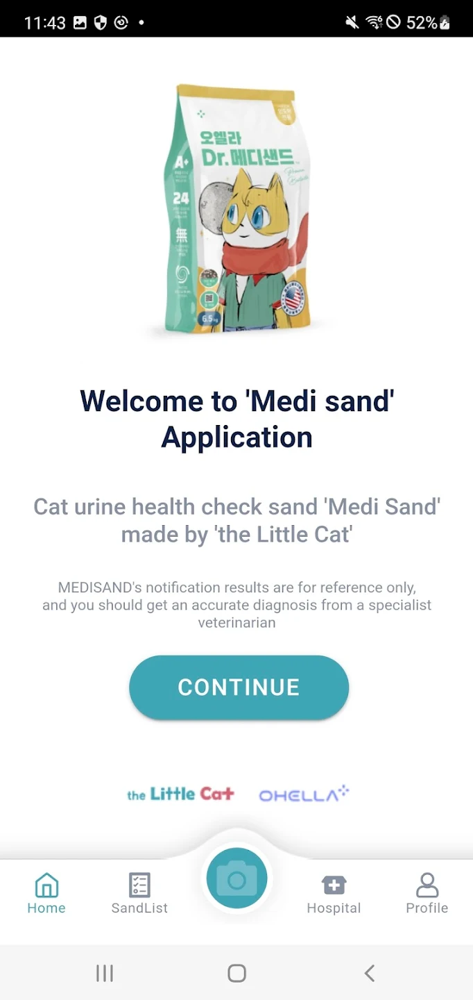 11:43
52%
오엘라
Dr.메디샌드
A+
24
無
6.5kg
Welcome to 'Medi sand'
Application
Cat urine health check sand 'Medi Sand'
made by 'the Little Cat'
MEDISAND's notification results are for reference only,
and you should get an accurate diagnosis from a specialist
veterinarian
CONTINUE
the Little Cat
OHELLA
Home
SandList
Hospital
Profile